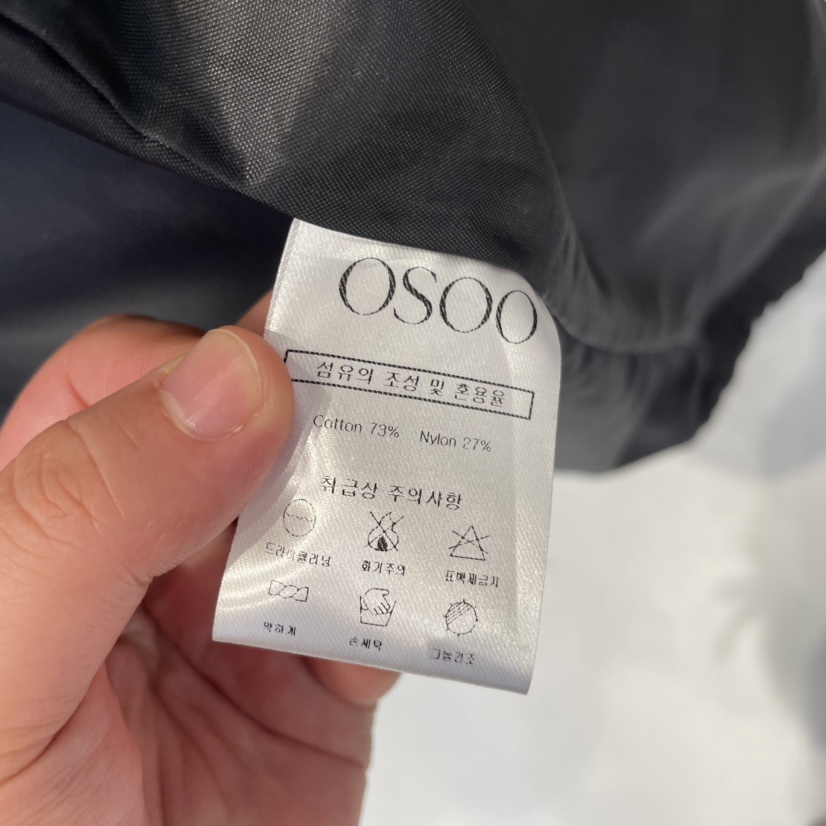 OSOO
섬유의 조성 및 혼용율
Cotton 73% Nylon 27%
취급상 주의사항
드라이클리닝 화기주의 표백제금지
약하게 손세탁 그늘건조